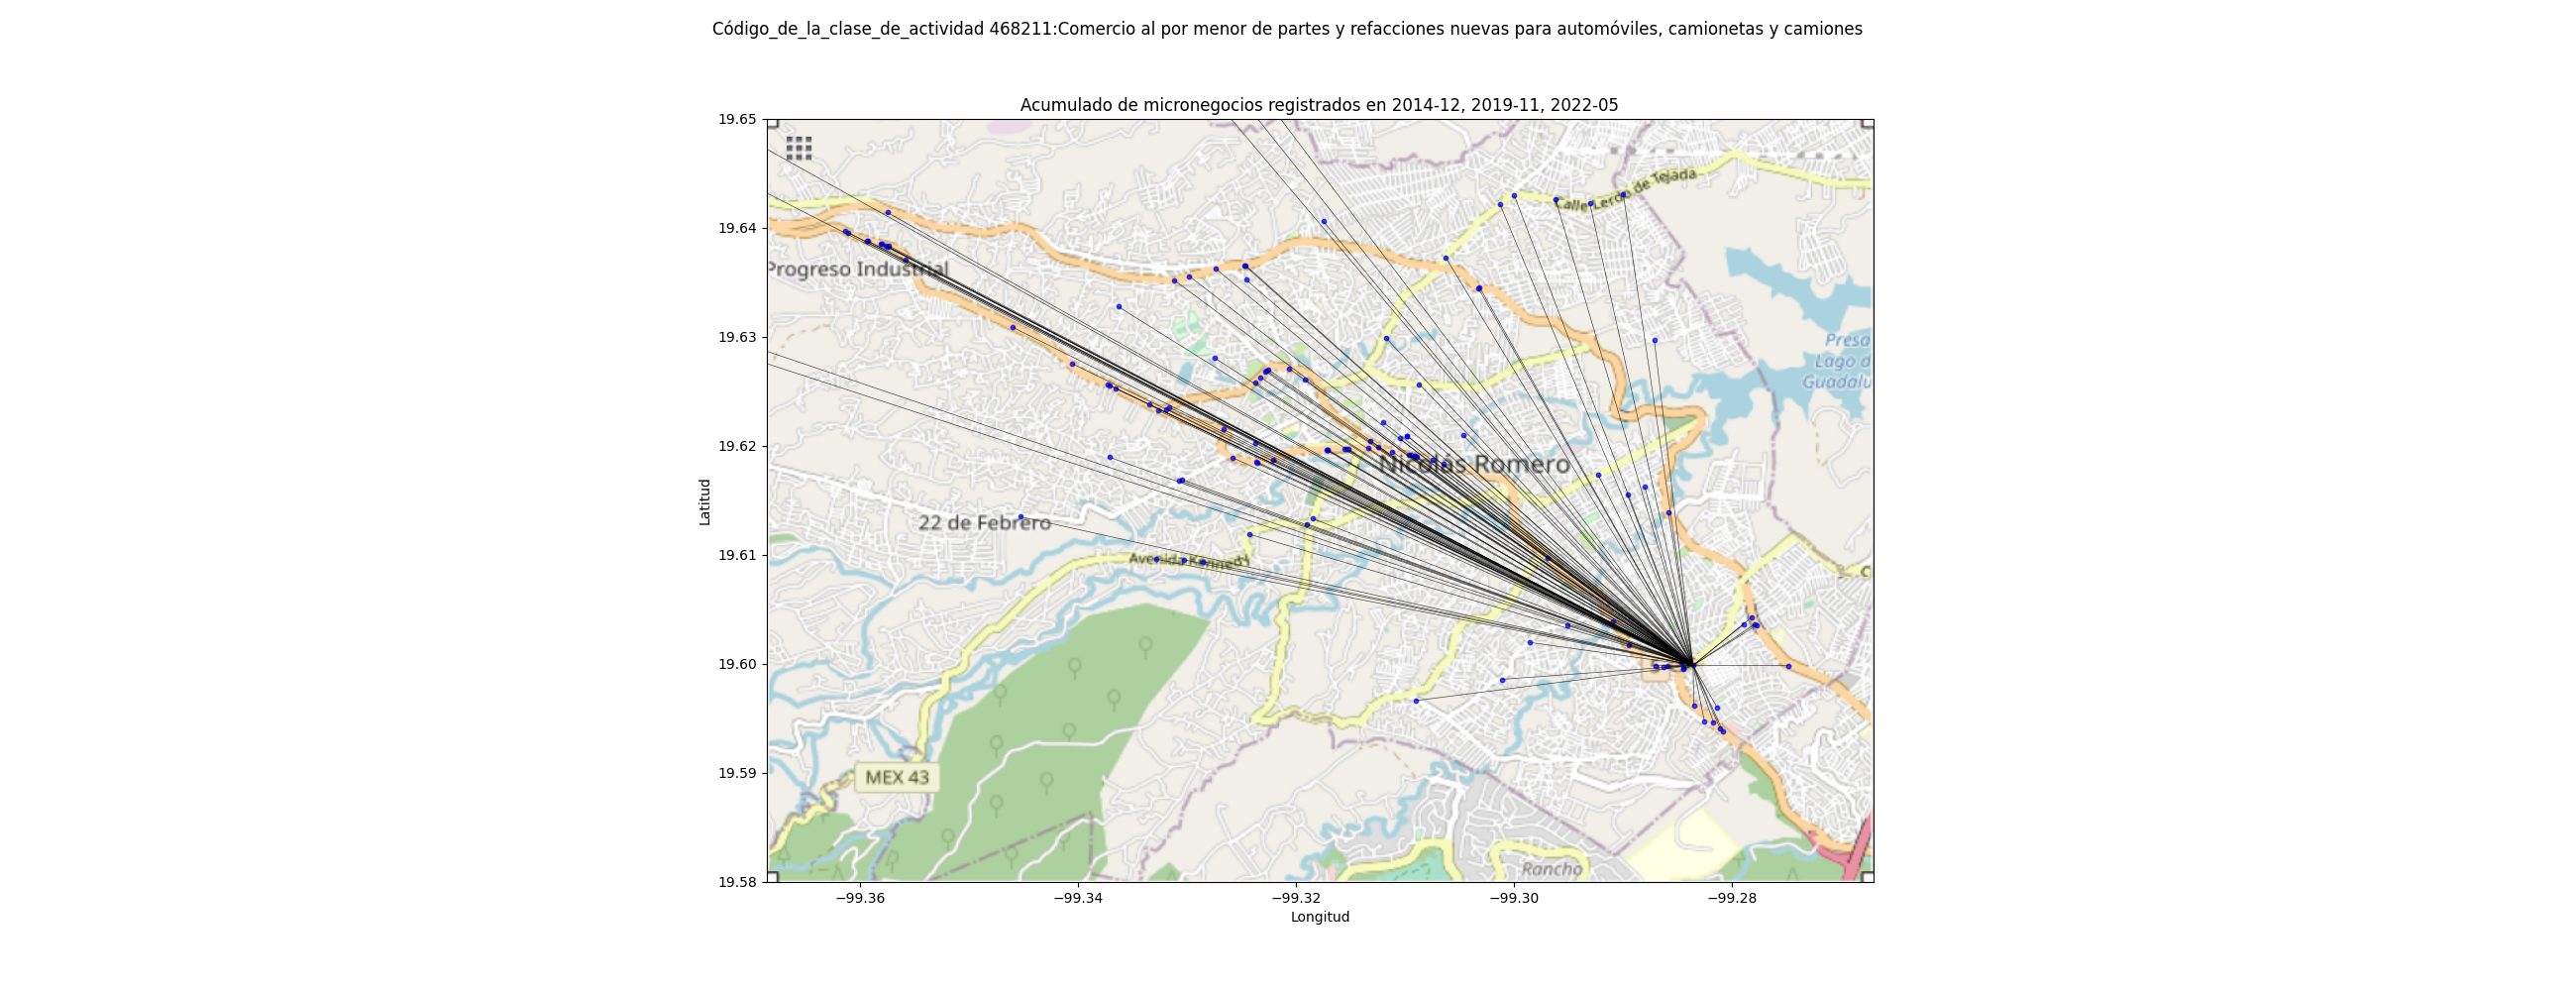 Código_de_la_clase_de_actividad 468211:Comercio al por menor de partes y refacciones nuevas para automóviles, camionetas y camiones
Acumulado de micronegocios registrados en 2014-12, 2019-11, 2022-05
Latitud
19.65
19.64
19.63
19.62
19.61
19.60
19.59
19.58
Calle Lerdo de Tejada
Progreso Industrial
Presa
Lago d
Guadalu
Nicolás Romero
22 de Febrero
Avenida Kennedy
C
MEX 43
Rancho
−99.36
−99.34
−99.32
−99.30
−99.28
Longitud